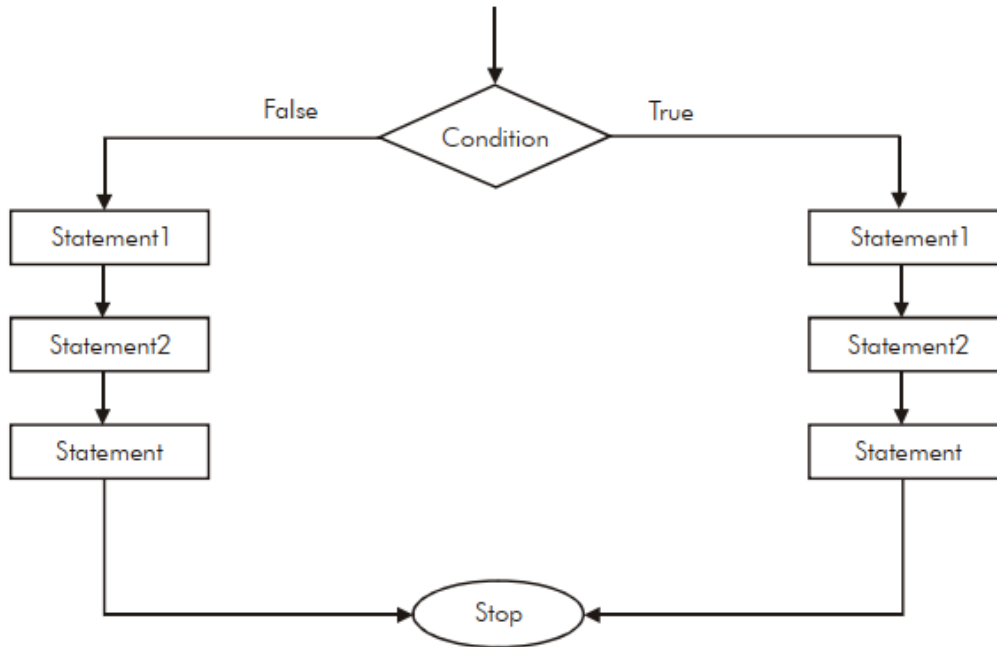 False
True
Condition
Statement1
Statement1
Statement2
Statement2
Statement
Statement
Stop